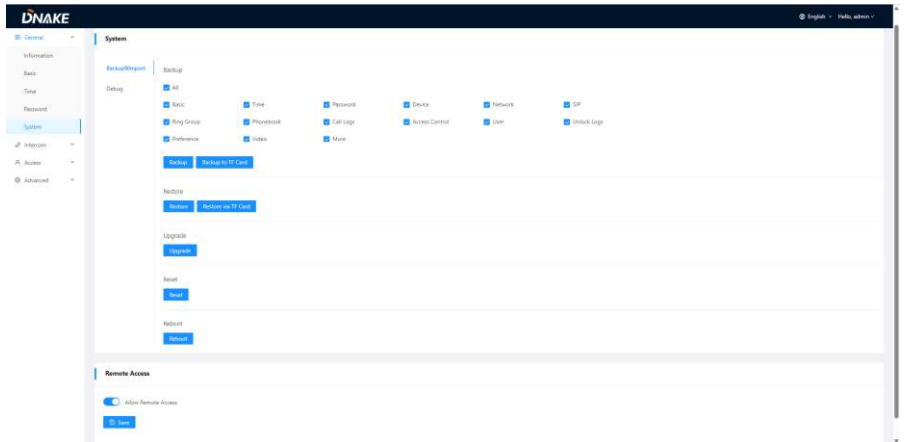 DNAKE
English
Hello, admin
General
Information
Basic
Time
Password
System
Intercom
Access
Advanced
System
Backup&Import
Debug
Backup
All
Basic Time Password Device Network SIP
Ring Group Phonebook Call Logs Access Control User Unlock Logs
Preference Video More
Backup Backup to TF Card
Restore
Restore Restore via TF Card
Upgrade
Upgrade
Reset
Reset
Reboot
Reboot
Remote Access
Allow Remote Access
Save